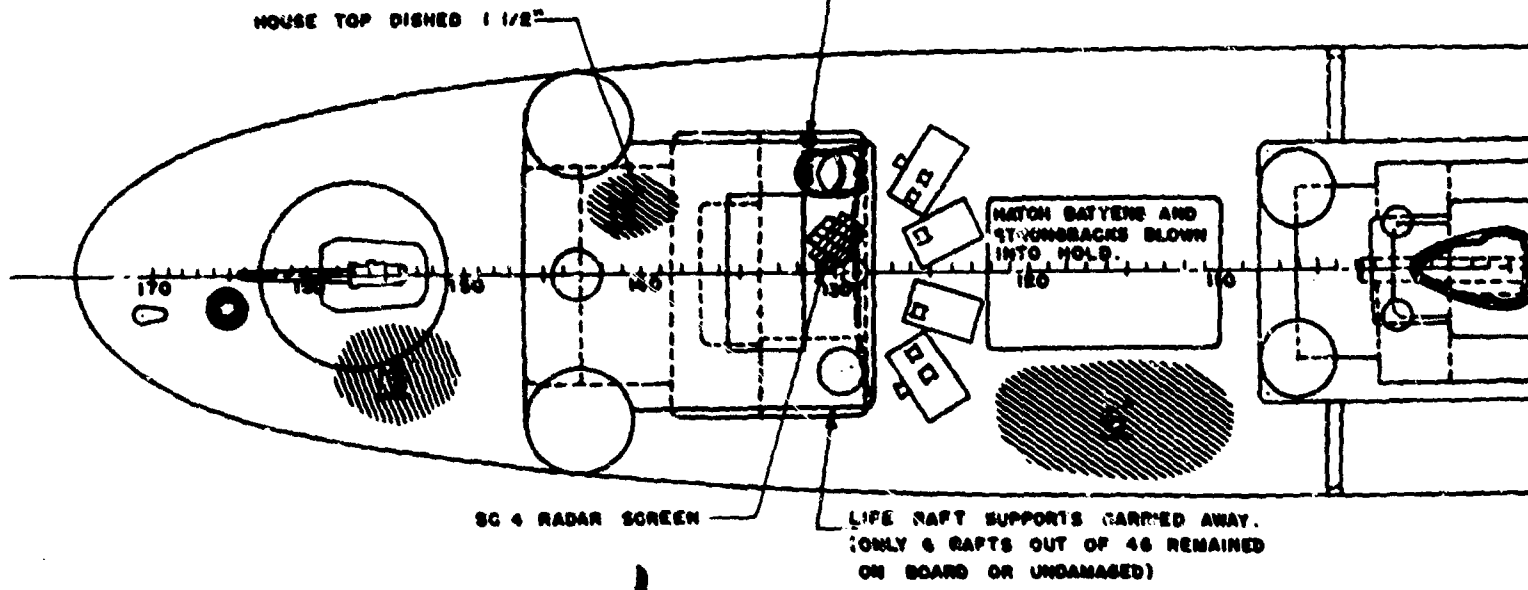 HOUSE TOP DISHED 1 1/2"
HATCH BATTENS AND
STRONGBACKS BLOWN
INTO HOLD.
170 150 140 130 120 110
SG 4 RADAR SCREEN
LIFE RAFT SUPPORTS CARRIED AWAY.
(ONLY 6 RAFTS OUT OF 46 REMAINED
ON BOARD OR UNDAMAGED)